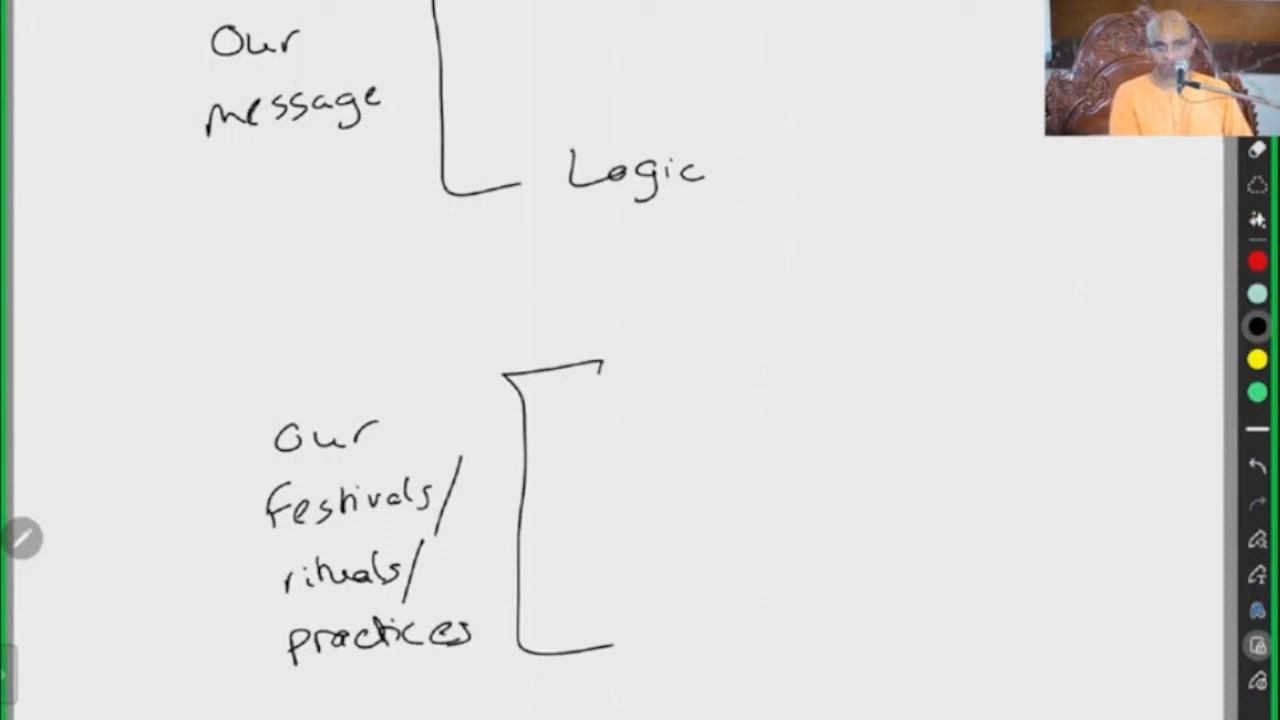 Our
message
Logic
Our
festivals/
rituals/
practices